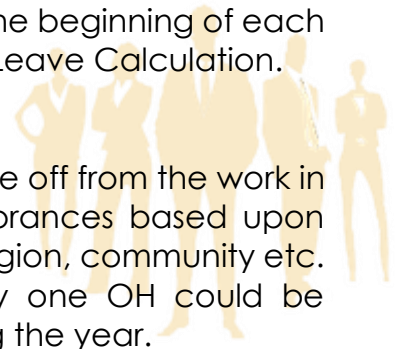 he beginning of each
Leave Calculation.
e off from the work in
brances based upon
gion, community etc.
y one OH could be
g the year.